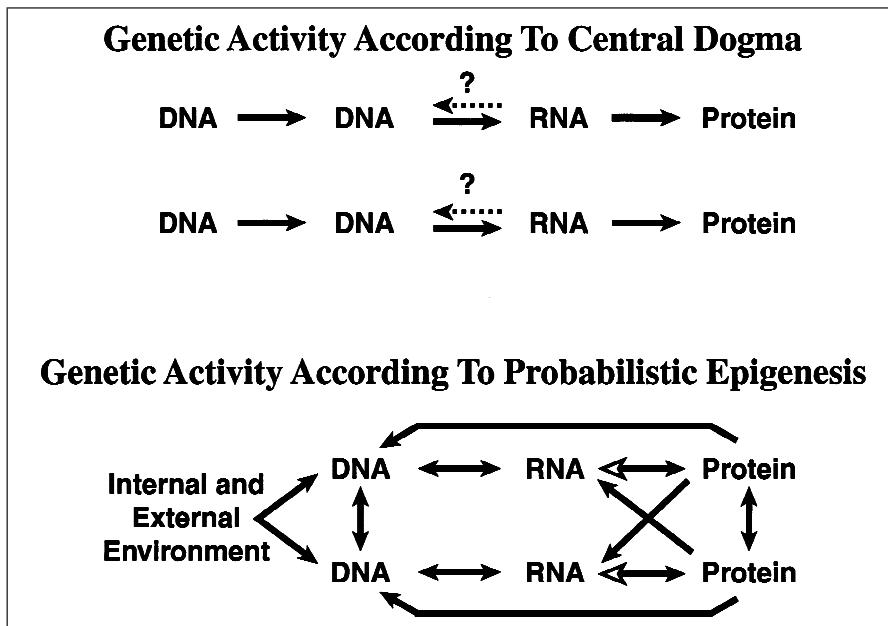 Genetic Activity According To Central Dogma
?
DNA DNA RNA Protein
?
DNA DNA RNA Protein
Genetic Activity According To Probabilistic Epigenesis
DNA RNA Protein
Internal and
External
Environment
DNA RNA Protein